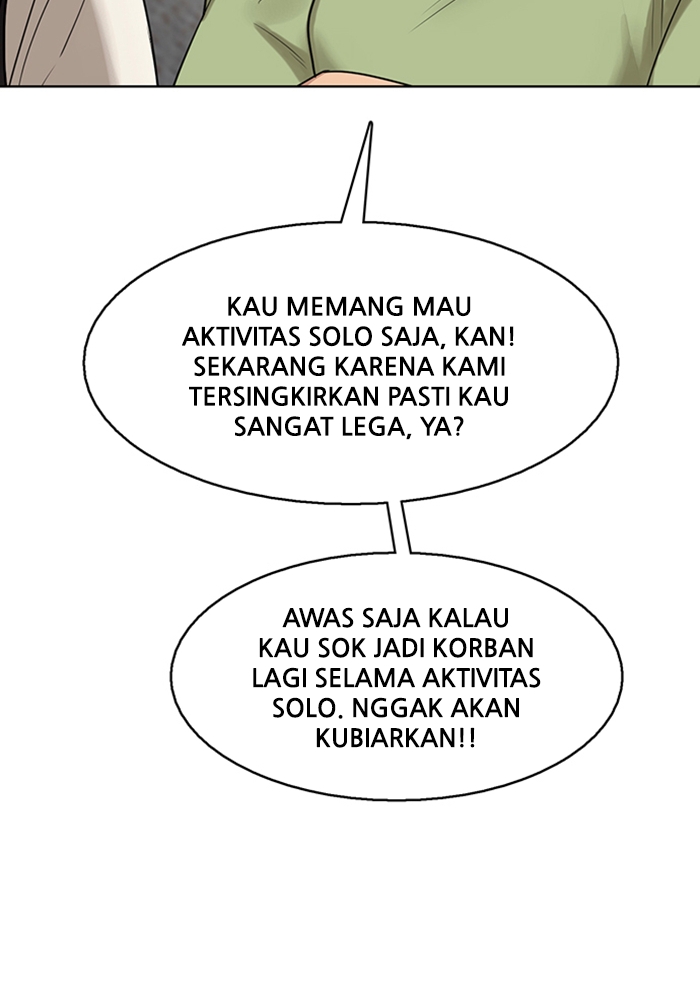 KAU MEMANG MAU
AKTIVITAS SOLO SAJA, KAN!
SEKARANG KARENA KAMI
TERSINGKIRKAN PASTI KAU
SANGAT LEGA, YA?
AWAS SAJA KALAU
KAU SOK JADI KORBAN
LAGI SELAMA AKTIVITAS
SOLO. NGGAK AKAN
KUBIARKAN!!